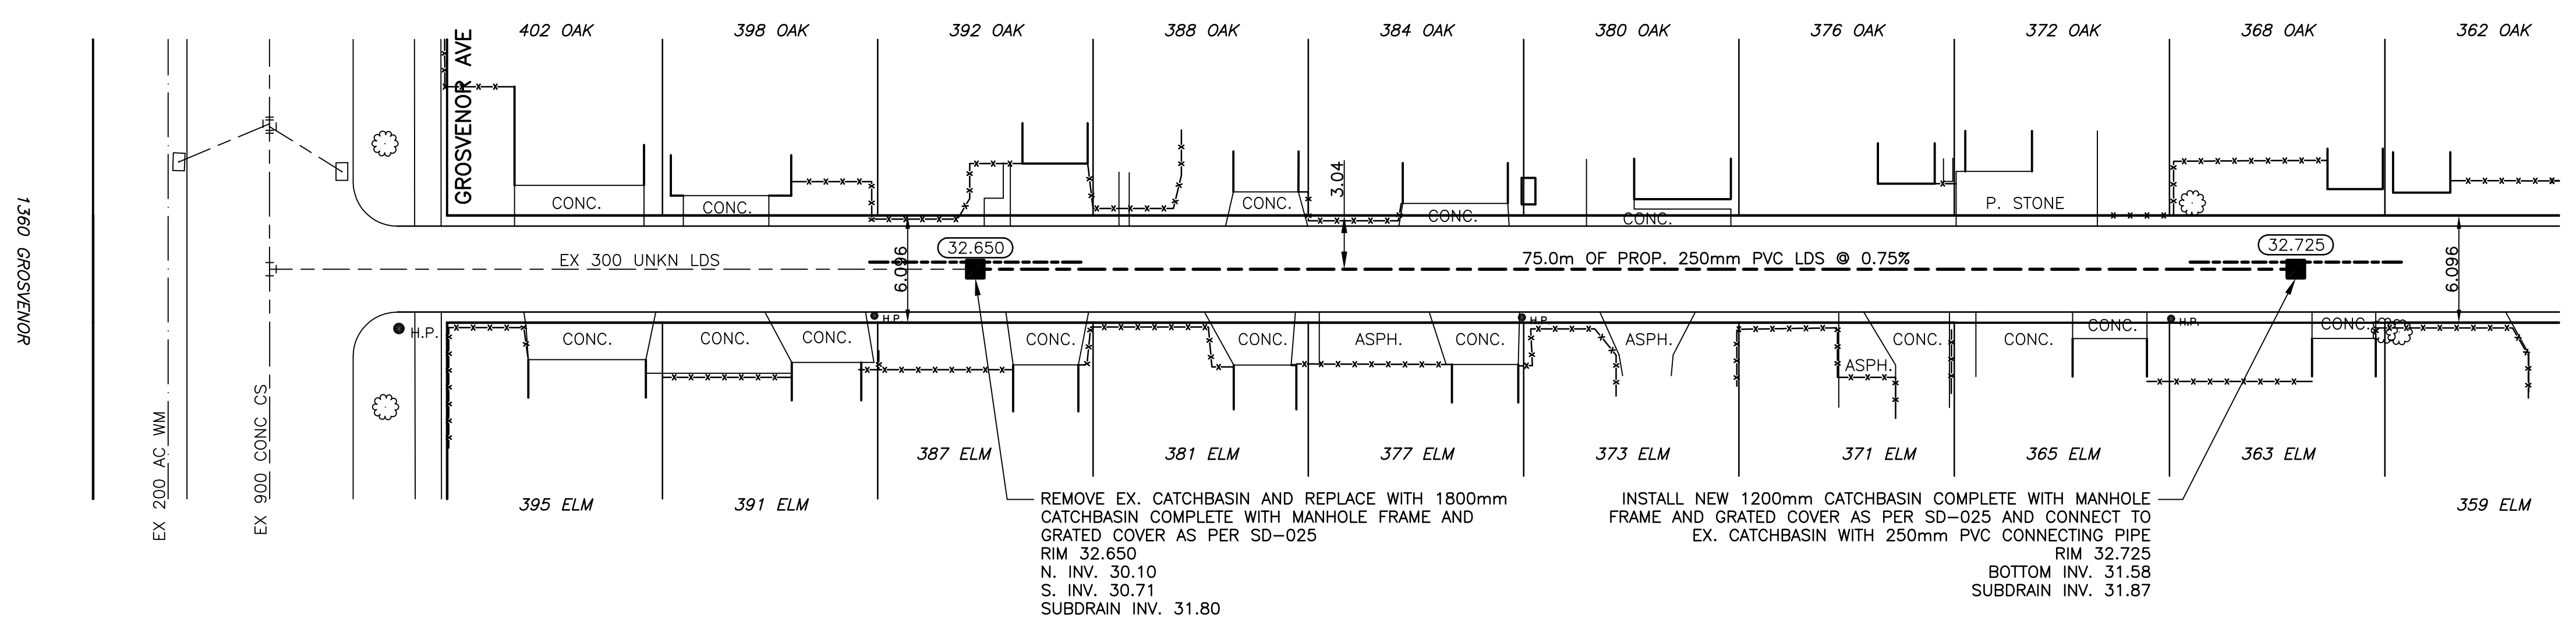 402 OAK
398 OAK
392 OAK
388 OAK
384 OAK
380 OAK
376 OAK
372 OAK
368 OAK
362 OAK
GROSVENOR AVE
1360 GROSVENOR
EX 200 AC WM
EX 900 CONC CS
CONC.
CONC.
CONC.
CONC.
CONC.
P. STONE
3.04
6.096
32.650
EX 300 UNKN LDS
75.0m OF PROP. 250mm PVC LDS @ 0.75%
32.725
6.096
H.P.
H.P.
H.P.
H.P.
CONC.
CONC.
CONC.
CONC.
CONC.
ASPH.
CONC.
ASPH.
ASPH.
CONC.
CONC.
CONC.
CONC.
395 ELM
391 ELM
387 ELM
381 ELM
377 ELM
373 ELM
371 ELM
365 ELM
363 ELM
359 ELM
REMOVE EX. CATCHBASIN AND REPLACE WITH 1800mm
CATCHBASIN COMPLETE WITH MANHOLE FRAME AND
GRATED COVER AS PER SD-025
RIM 32.650
N. INV. 30.10
S. INV. 30.71
SUBDRAIN INV. 31.80
INSTALL NEW 1200mm CATCHBASIN COMPLETE WITH MANHOLE
FRAME AND GRATED COVER AS PER SD-025 AND CONNECT TO
EX. CATCHBASIN WITH 250mm PVC CONNECTING PIPE
RIM 32.725
BOTTOM INV. 31.58
SUBDRAIN INV. 31.87